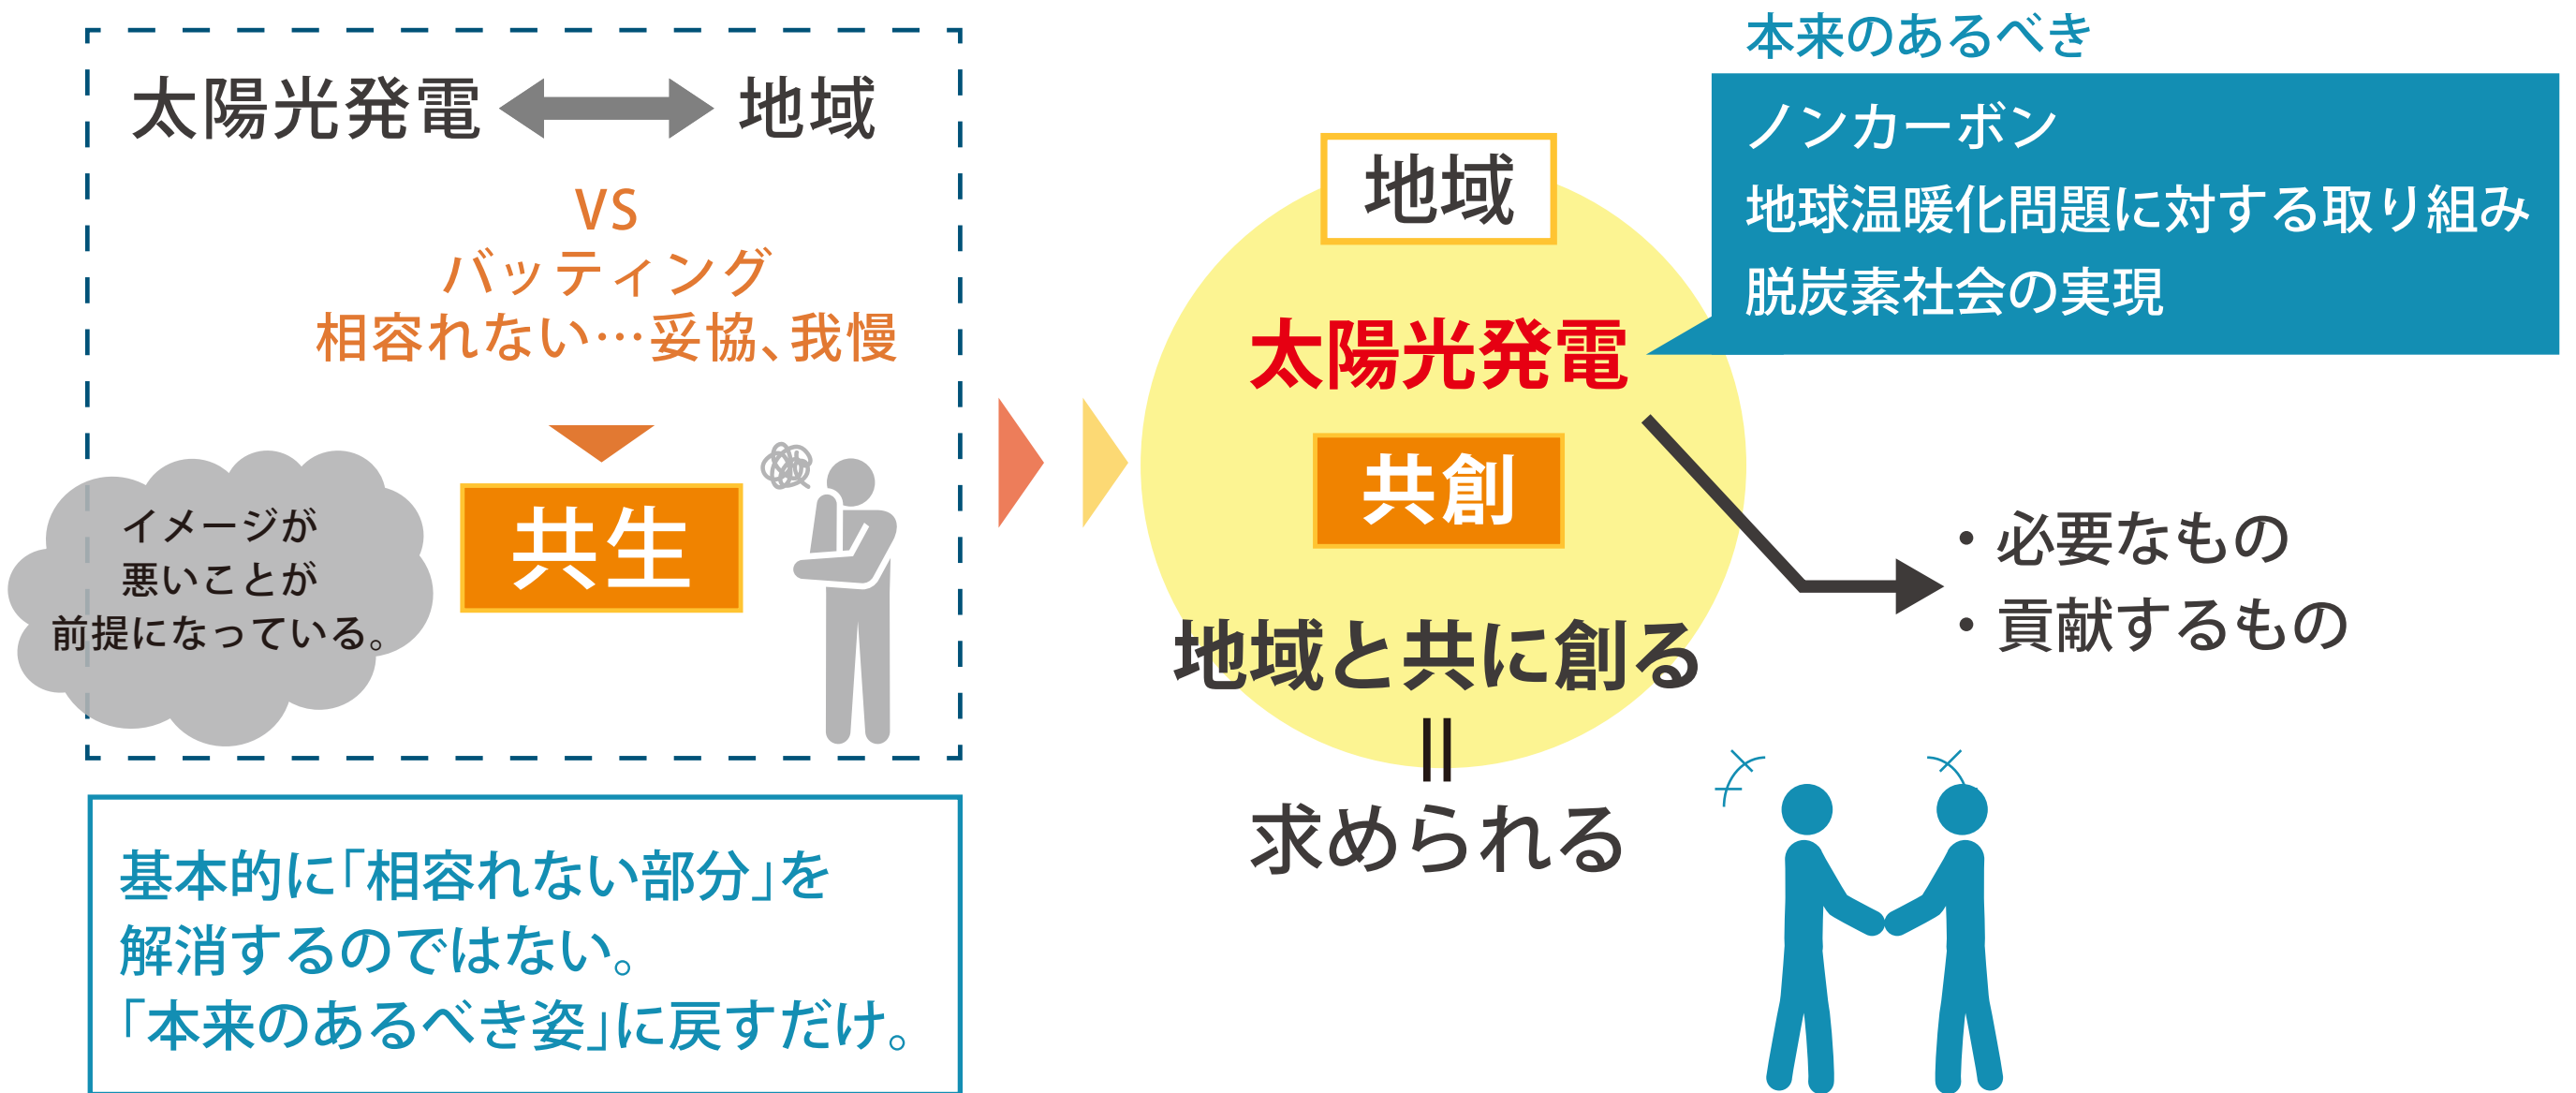 太陽光発電 地域
VS
バッティング
相容れない…妥協、我慢
イメージが
悪いことが
前提になっている。
共生
基本的に「相容れない部分」を
解消するのではない。
「本来のあるべき姿」に戻すだけ。
地域
太陽光発電
共創
地域と共に創る
求められる
本来のあるべき
ノンカーボン
地球温暖化問題に対する取り組み
脱炭素社会の実現
・必要なもの
・貢献するもの